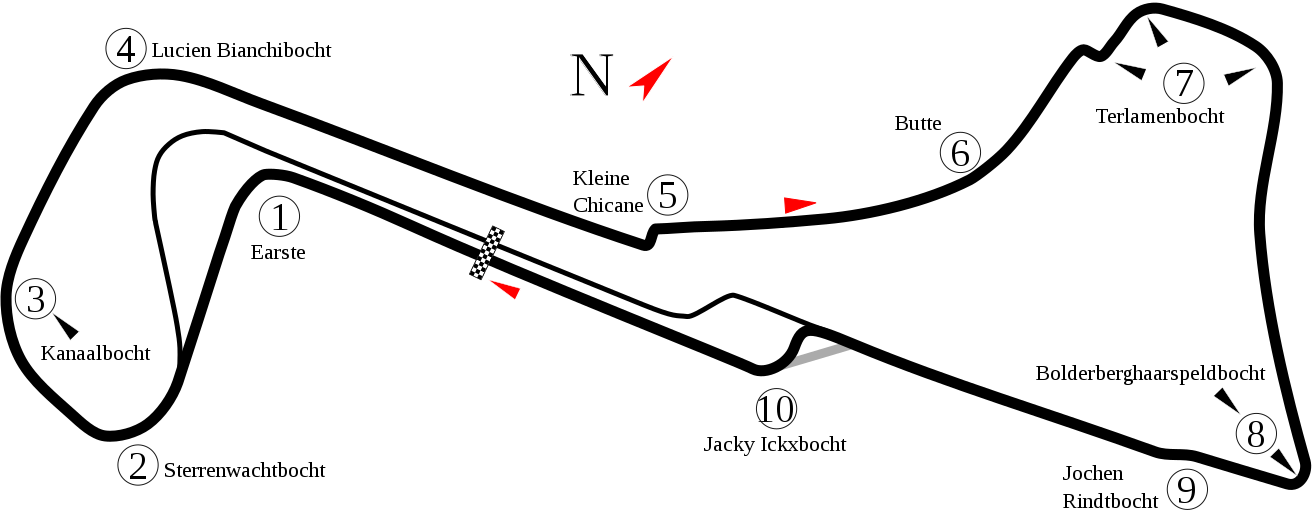 4 Lucien Bianchibocht
N
7
Terlamenbocht
Butte
6
Kleine
Chicane
5
1
Earste
3
Kanaalbocht
Bolderberghaarspeldbocht
8
10
Jacky Ickxbocht
2 Sterrenwachtbocht
Jochen
Rindtbocht
9